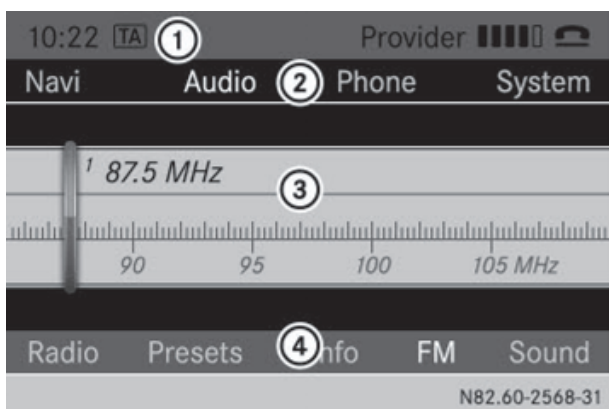 10:22 TA 1 Provider
Navi Audio 2 Phone System
1 87.5 MHz
3
90 95 100 105 MHz
Radio Presets 4 nfo FM Sound
N82.60-2568-31